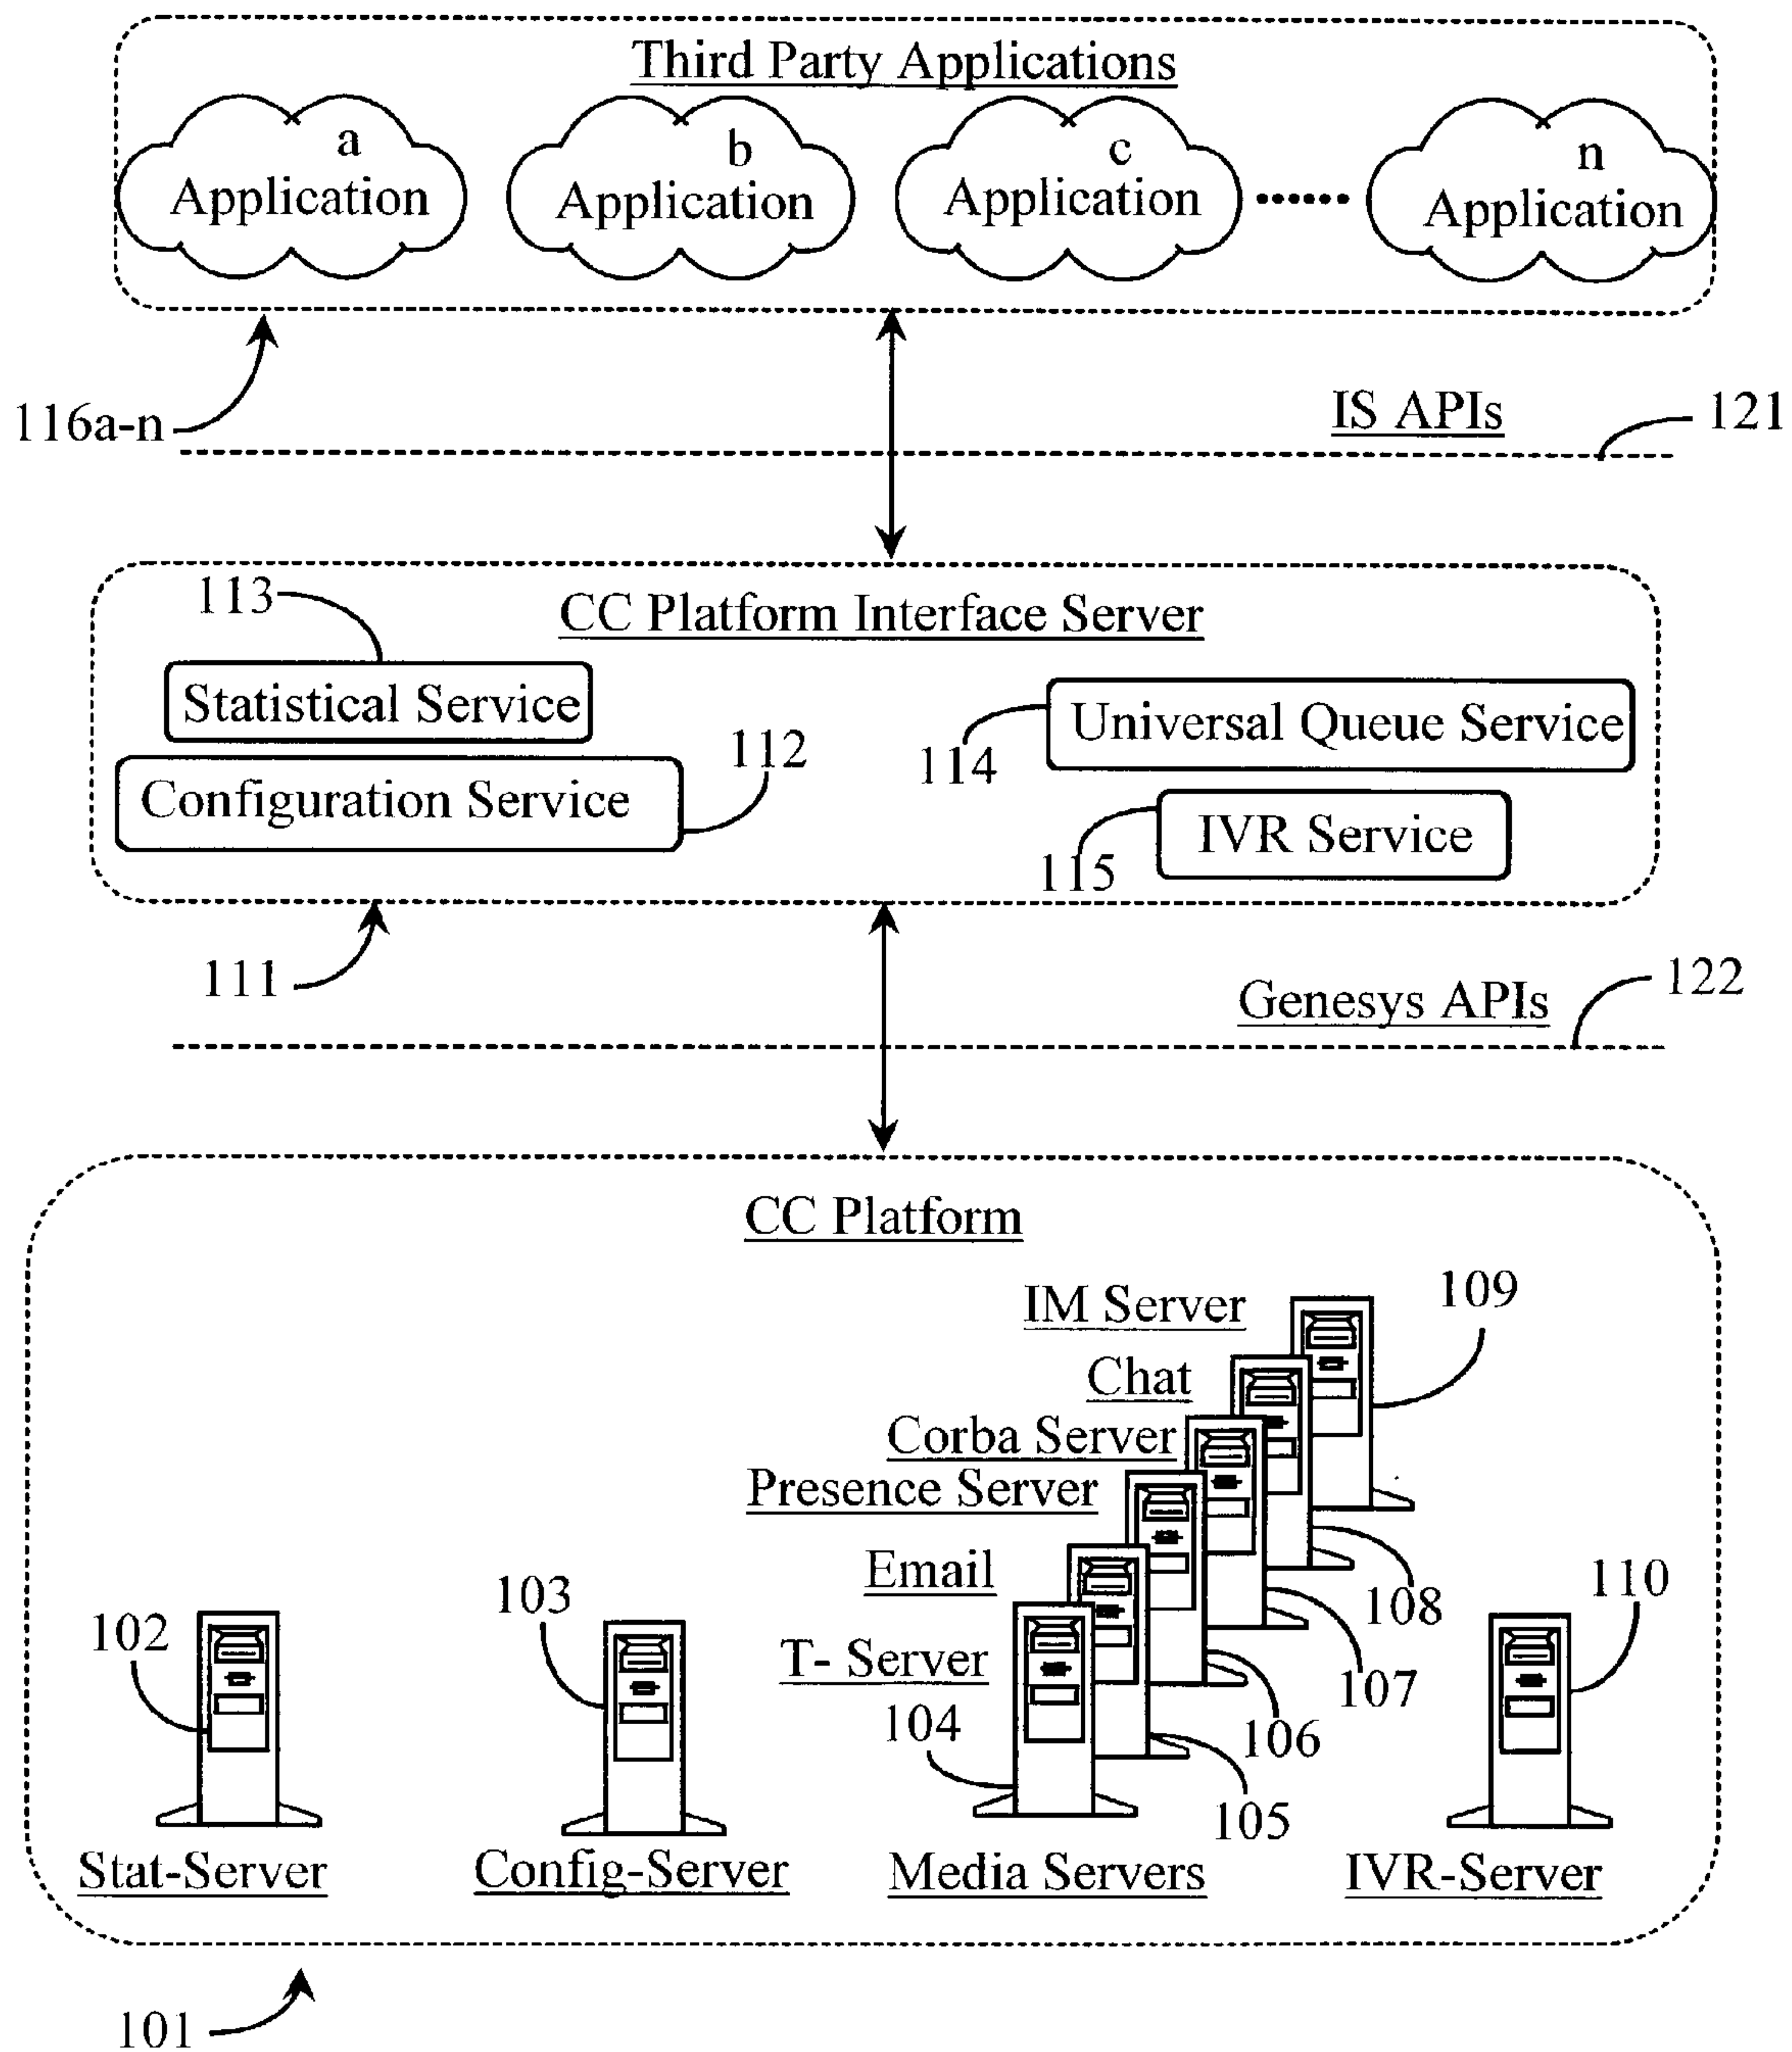 Third Party Applications
a
Application
b
Application
c
Application
n
Application
116a-n
IS APIs
121
113
CC Platform Interface Server
Statistical Service
114
Universal Queue Service
112
Configuration Service
115
IVR Service
111
Genesys APIs
122
CC Platform
IM Server
109
Chat
Corba Server
Presence Server
Email
108
110
102
103
T- Server
107
104
106
105
Stat-Server
Config-Server
Media Servers
IVR-Server
101